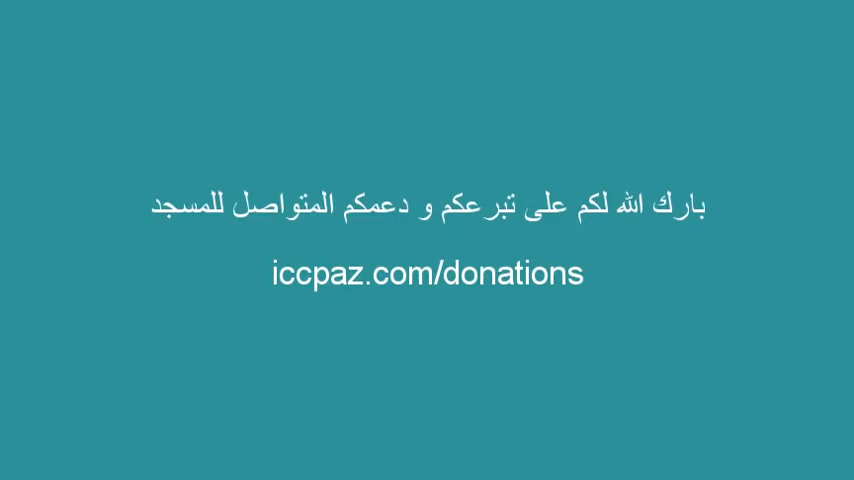 بارك الله لكم على تبرعكم و دعمكم المتواصل للمسجد
iccpaz.com/donations